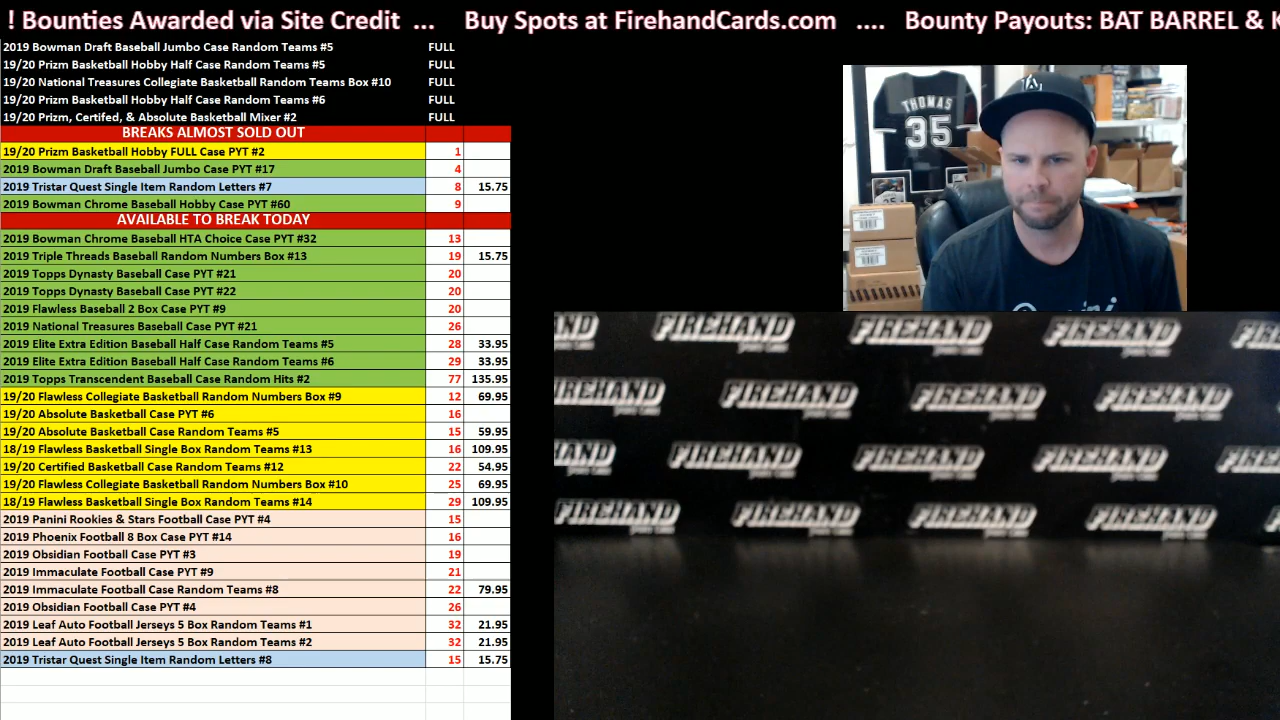 ! Bounties Awarded via Site Credit ... Buy Spots at FirehandCards.com .... Bounty Payouts: BAT BARREL & K
2019 Bowman Draft Baseball Jumbo Case Random Teams #5 FULL
19/20 Prizm Basketball Hobby Half Case Random Teams #5 FULL
19/20 National Treasures Collegiate Basketball Random Teams Box #10 FULL
19/20 Prizm Basketball Hobby Half Case Random Teams #6 FULL
19/20 Prizm, Certifed, & Absolute Basketball Mixer #2 FULL
BREAKS ALMOST SOLD OUT
19/20 Prizm Basketball Hobby FULL Case PYT #2 1
2019 Bowman Draft Baseball Jumbo Case PYT #17 4
2019 Tristar Quest Single Item Random Letters #7 8 15.75
2019 Bowman Chrome Baseball Hobby Case PYT #60 9
AVAILABLE TO BREAK TODAY
2019 Bowman Chrome Baseball HTA Choice Case PYT #32 13
2019 Triple Threads Baseball Random Numbers Box #13 19 15.75
2019 Topps Dynasty Baseball Case PYT #21 20
2019 Topps Dynasty Baseball Case PYT #22 20
2019 Flawless Baseball 2 Box Case PYT #9 20
2019 National Treasures Baseball Case PYT #21 26
2019 Elite Extra Edition Baseball Half Case Random Teams #5 28 33.95
2019 Elite Extra Edition Baseball Half Case Random Teams #6 29 33.95
2019 Topps Transcendent Baseball Case Random Hits #2 77 135.95
19/20 Flawless Collegiate Basketball Random Numbers Box #9 12 69.95
19/20 Absolute Basketball Case PYT #6 16
19/20 Absolute Basketball Case Random Teams #5 15 59.95
18/19 Flawless Basketball Single Box Random Teams #13 16 109.95
19/20 Certified Basketball Case Random Teams #12 22 54.95
19/20 Flawless Collegiate Basketball Random Numbers Box #10 25 69.95
18/19 Flawless Basketball Single Box Random Teams #14 29 109.95
2019 Panini Rookies & Stars Football Case PYT #4 15
2019 Phoenix Football 8 Box Case PYT #14 16
2019 Obsidian Football Case PYT #3 19
2019 Immaculate Football Case PYT #9 21
2019 Immaculate Football Case Random Teams #8 22 79.95
2019 Obsidian Football Case PYT #4 26
2019 Leaf Auto Football Jerseys 5 Box Random Teams #1 32 21.95
2019 Leaf Auto Football Jerseys 5 Box Random Teams #2 32 21.95
2019 Tristar Quest Single Item Random Letters #8 15 15.75
THOMAS
35
35
AND FIREHAND FIREHAND FIREHAND FIR
IREHAND FIREHAND FIREHAND FIREHAND
HAND FIREHAND FIREHAND FIREHAND FIREH
FIREHAND FIREHAND FIREHAND FIREHAND